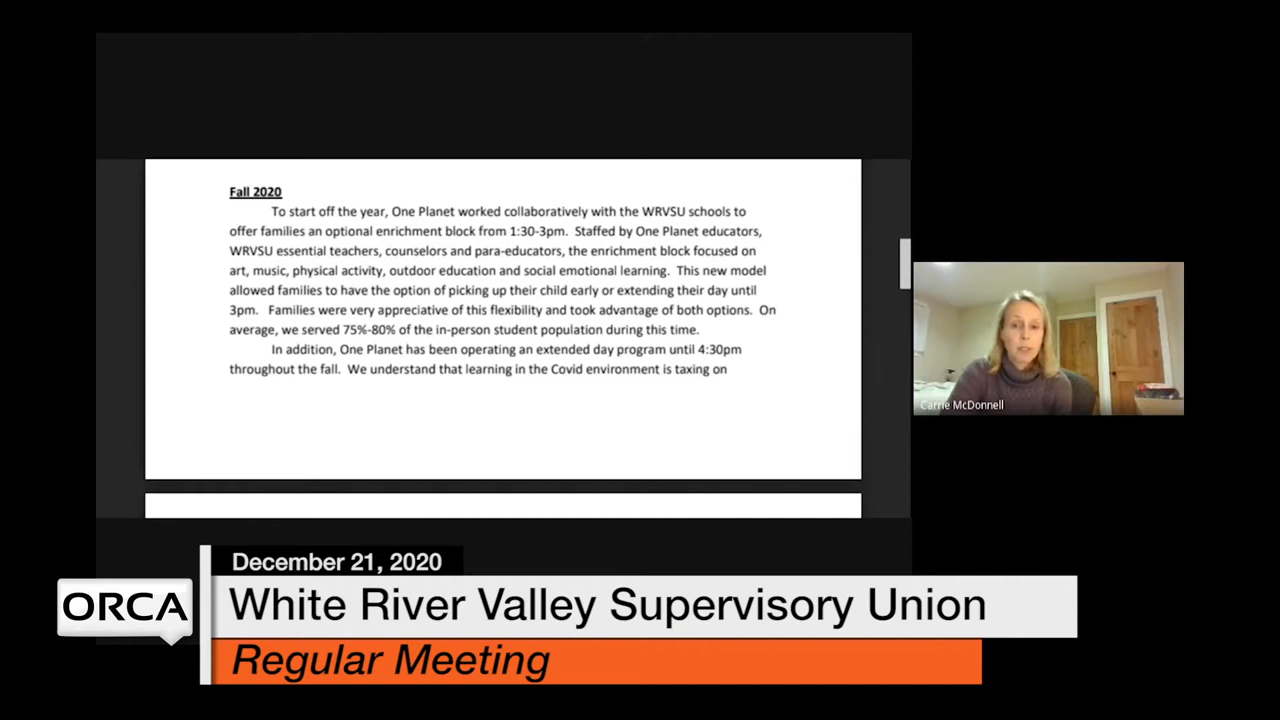 Fall 2020
To start off the year, One Planet worked collaboratively with the WRVSU schools to
offer families an optional enrichment block from 1:30-3pm. Staffed by One Planet educators,
WRVSU essential teachers, counselors and para-educators, the enrichment block focused on
art, music, physical activity, outdoor education and social emotional learning. This new model
allowed families to have the option of picking up their child early or extending their day until
3pm. Families were very appreciative of this flexibility and took advantage of both options. On
average, we served 75%-80% of the in-person student population during this time.
In addition, One Planet has been operating an extended day program until 4:30pm
throughout the fall. We understand that learning in the Covid environment is taxing on
Carrie McDonnell
December 21, 2020
ORCA
White River Valley Supervisory Union
Regular Meeting